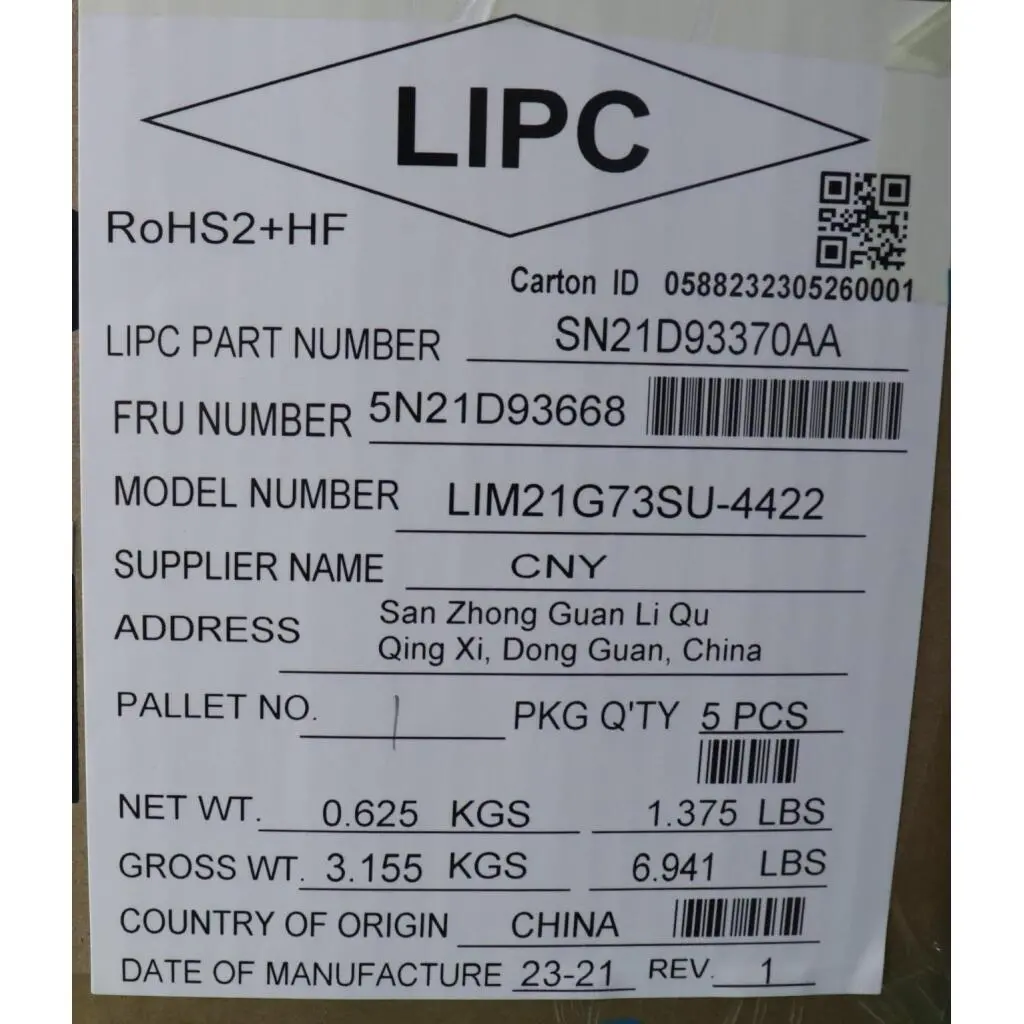 LIPC
RoHS2+HF
Carton ID 0588232305260001
LIPC PART NUMBER SN21D93370AA
FRU NUMBER 5N21D93668
MODEL NUMBER LIM21G73SU-4422
SUPPLIER NAME CNY
ADDRESS San Zhong Guan Li Qu
Qing Xi, Dong Guan, China
PALLET NO. 1 PKG Q'TY 5 PCS
NET WT. 0.625 KGS 1.375 LBS
GROSS WT. 3.155 KGS 6.941 LBS
COUNTRY OF ORIGIN CHINA
DATE OF MANUFACTURE 23-21 REV. 1